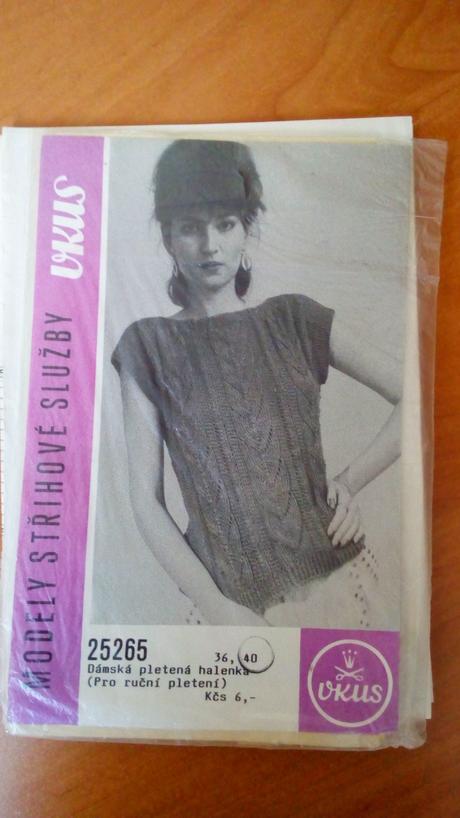 vkus
MODELY STŘIHOVÉ SLUŽBY
25265
36, 40
Dámská pletená halenka
(Pro ruční pletení)
Kčs 6,-
vkus